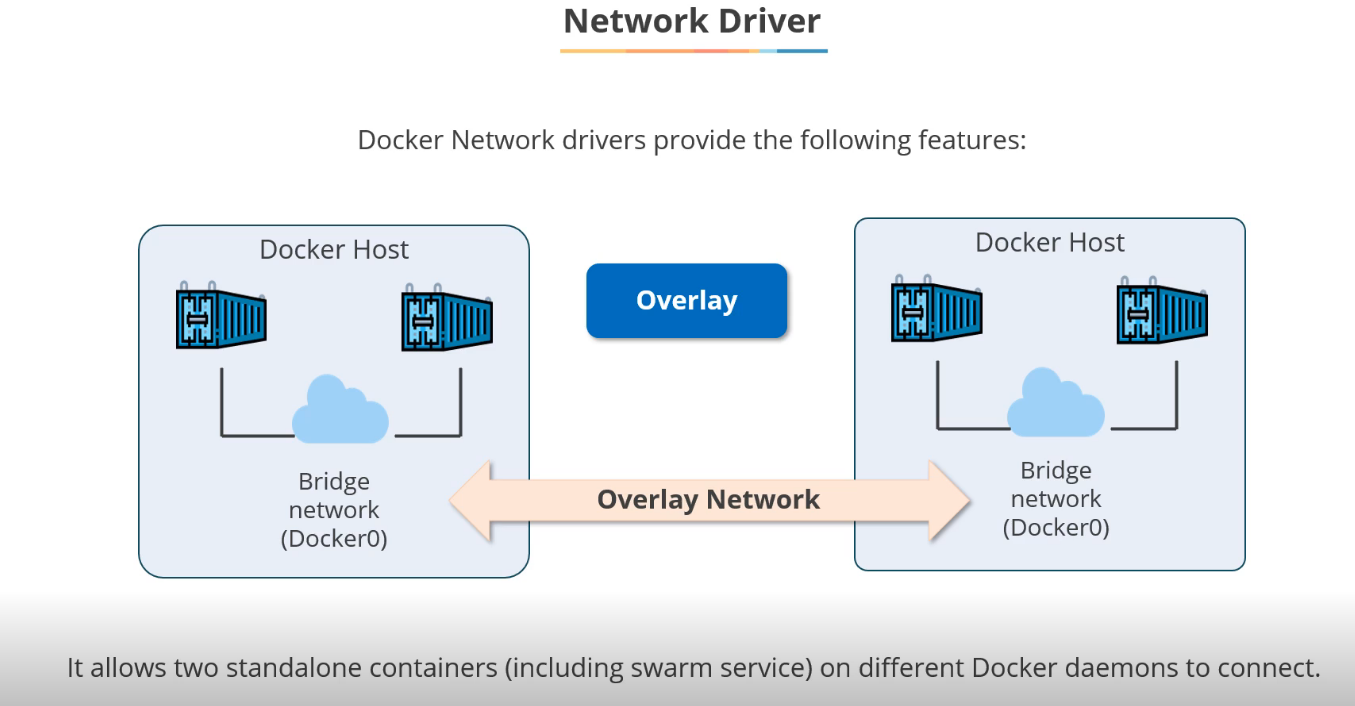 Network Driver
Docker Network drivers provide the following features:
Docker Host
Bridge
network
(Docker0)
Overlay
Overlay Network
Docker Host
Bridge
network
(Docker0)
It allows two standalone containers (including swarm service) on different Docker daemons to connect.